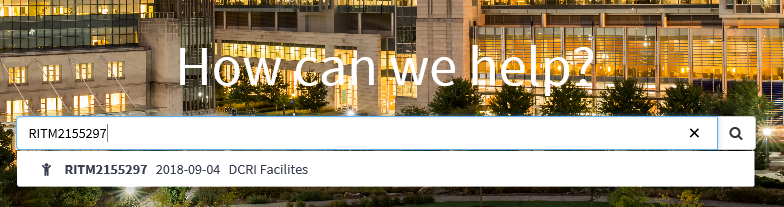 How can we help?
RITM2155297
RITM2155297 2018-09-04 DCRI Facilites